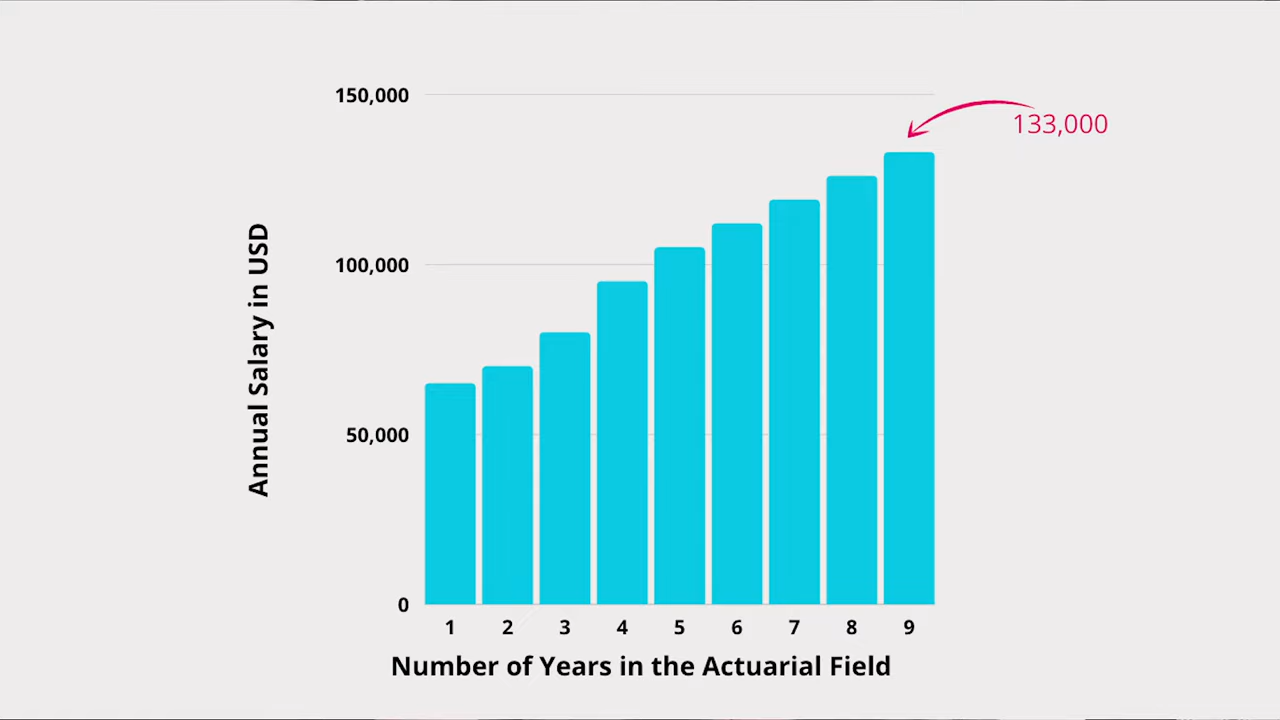 150,000
133,000
100,000
Annual Salary in USD
50,000
0
1 2 3 4 5 6 7 8 9
Number of Years in the Actuarial Field